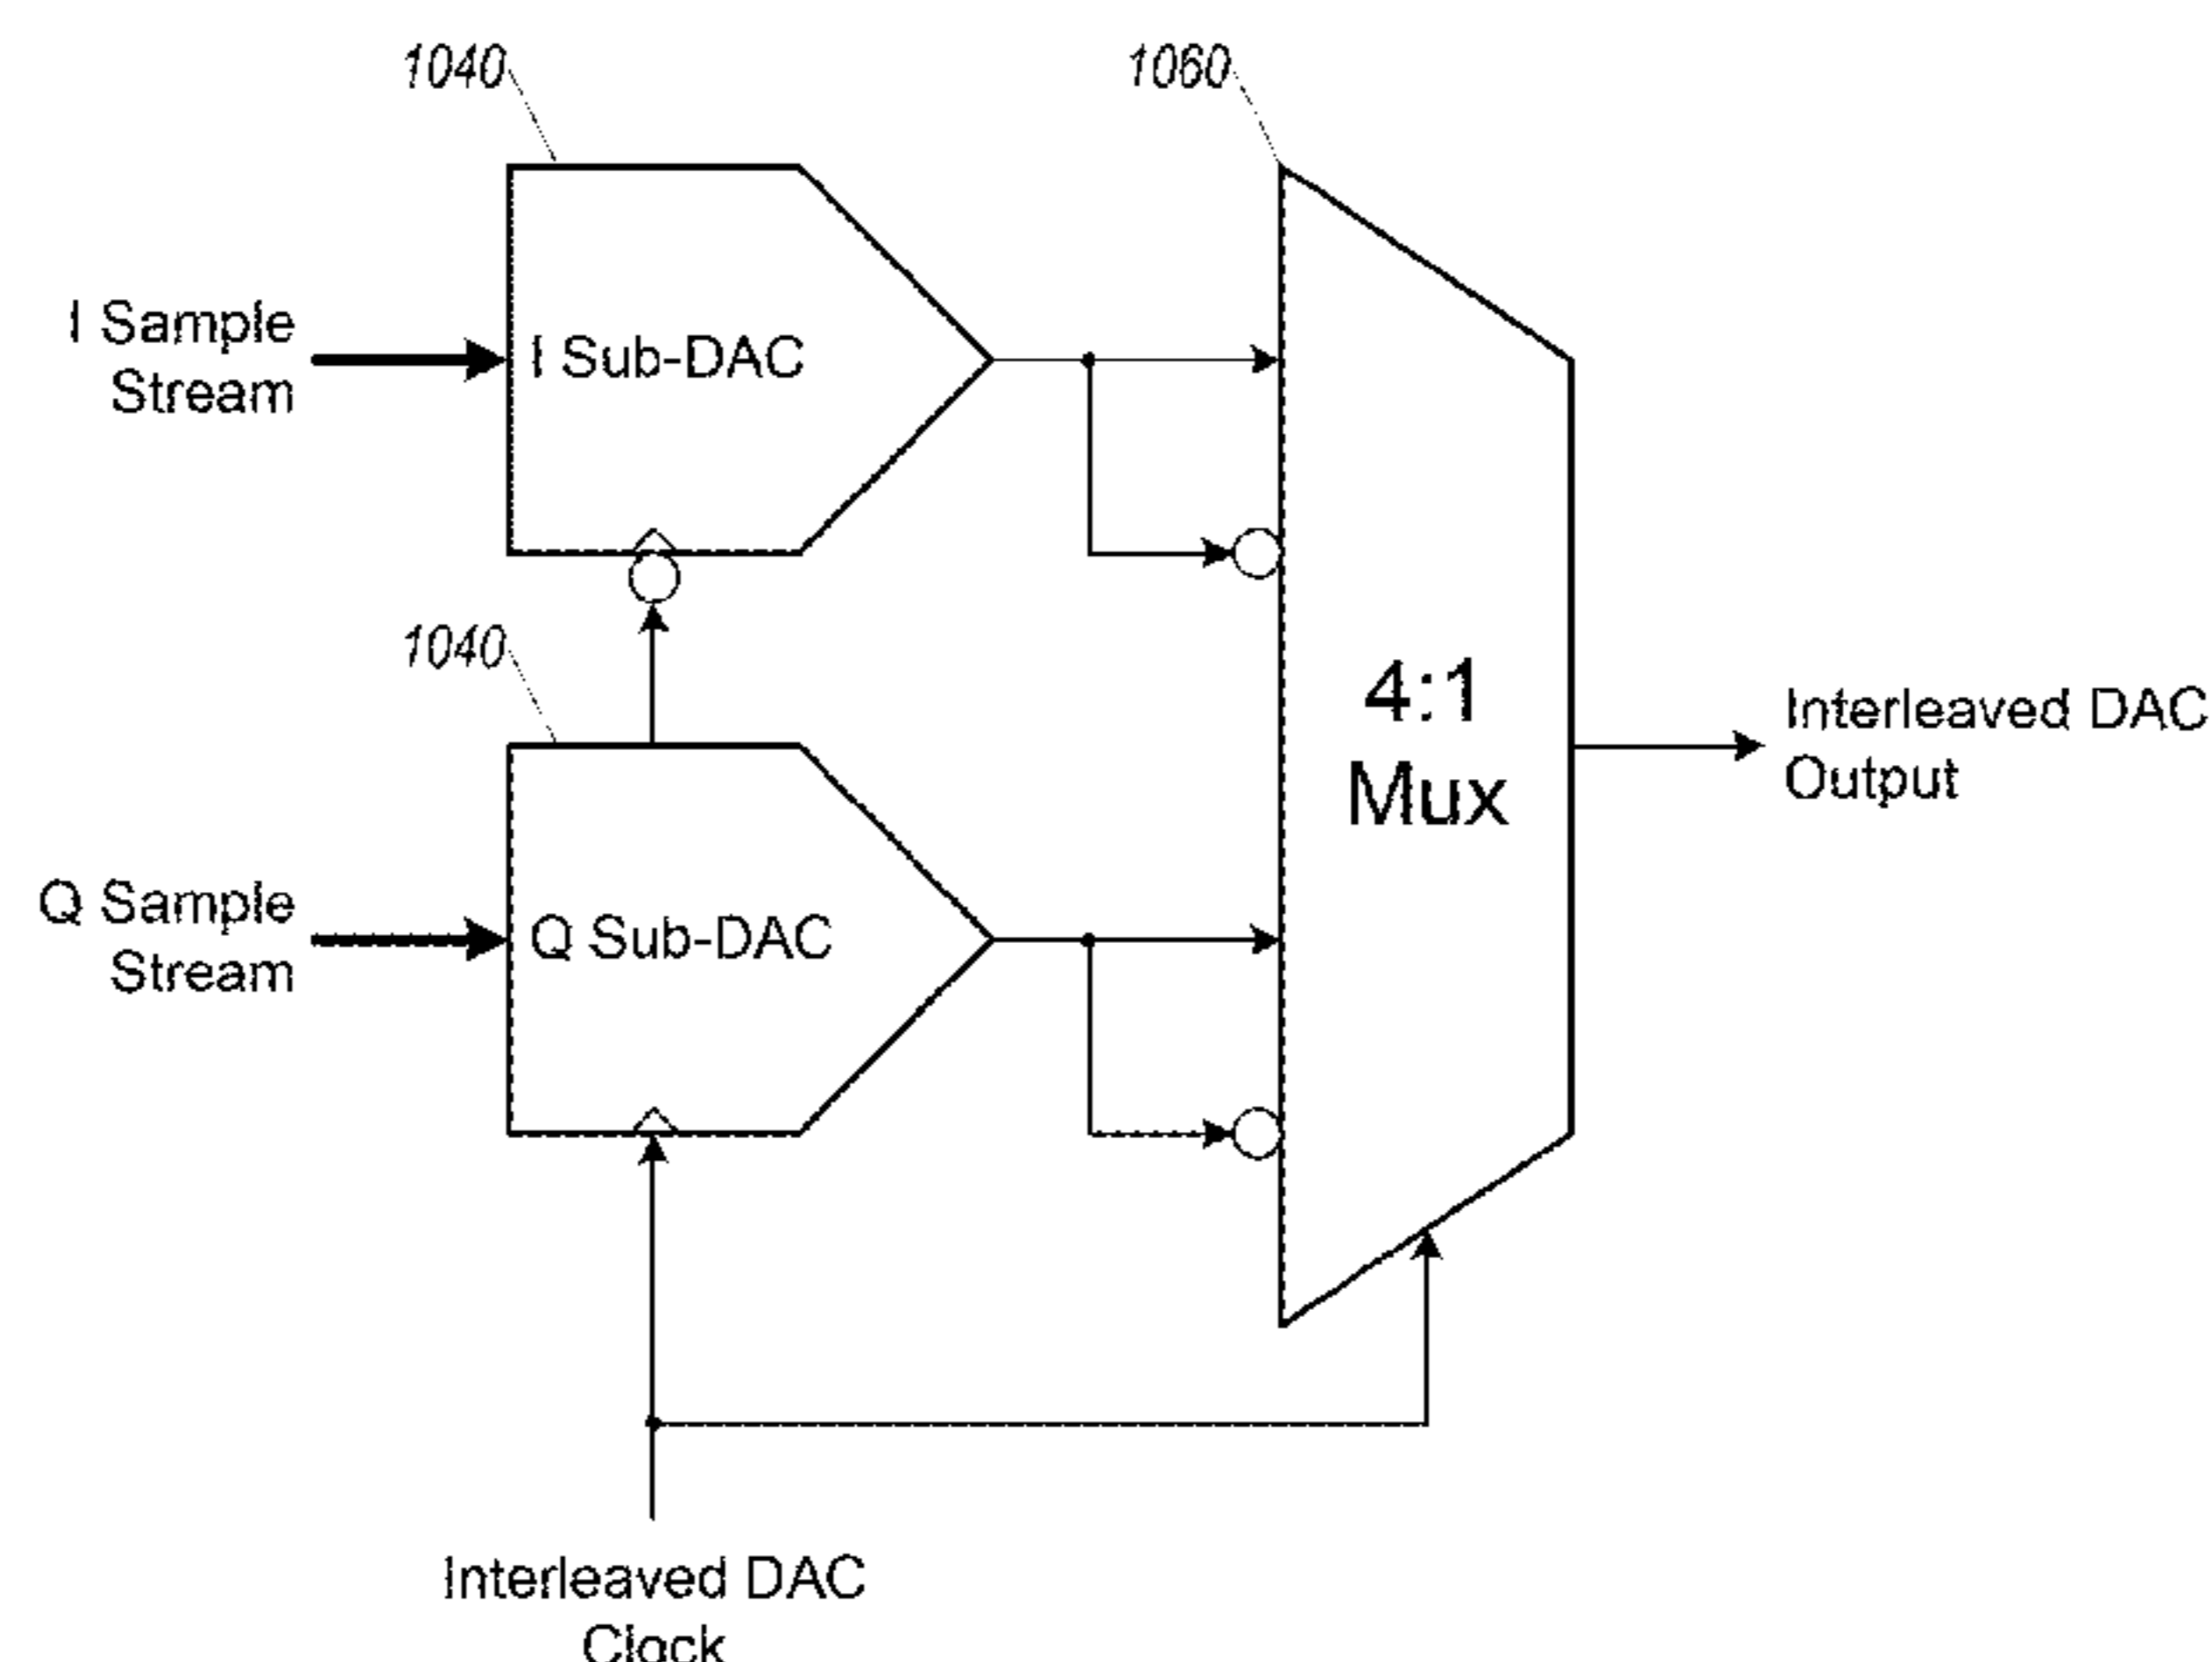 1040
1060
I Sample
Stream
I Sub-DAC
1040
4:1
Mux
Interleaved DAC
Output
Q Sample
Stream
Q Sub-DAC
Interleaved DAC
Clock